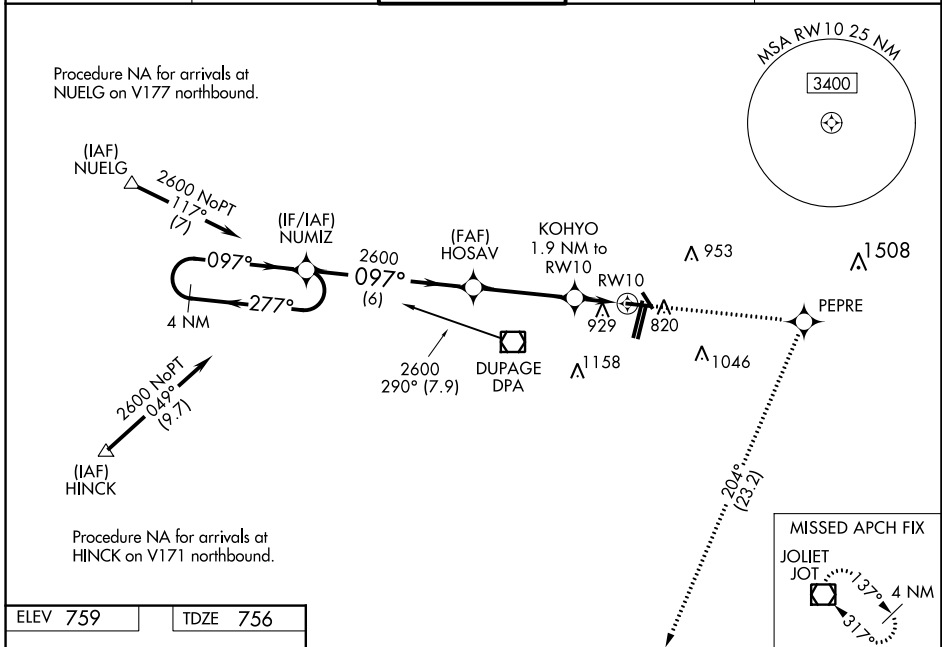 Procedure NA for arrivals at
NUELG on V177 northbound.
MSA RW10 25 NM
3400
(IAF)
NUELG
2600 NoPT
117°
(7)
(IF/IAF)
NUMIZ
097°
277°
4 NM
2600
097°
(6)
(FAF)
HOSAV
KOHYO
1.9 NM to
RW10
RW10
953
1508
929
820
PEPRE
2600
290° (7.9)
DUPAGE
DPA
1158
1046
2600 NoPT
049°
(9.7)
(IAF)
HINCK
204°
(23.2)
Procedure NA for arrivals at
HINCK on V171 northbound.
MISSED APCH FIX
JOLIET
JOT
137°
4 NM
317°
ELEV 759
TDZE 756